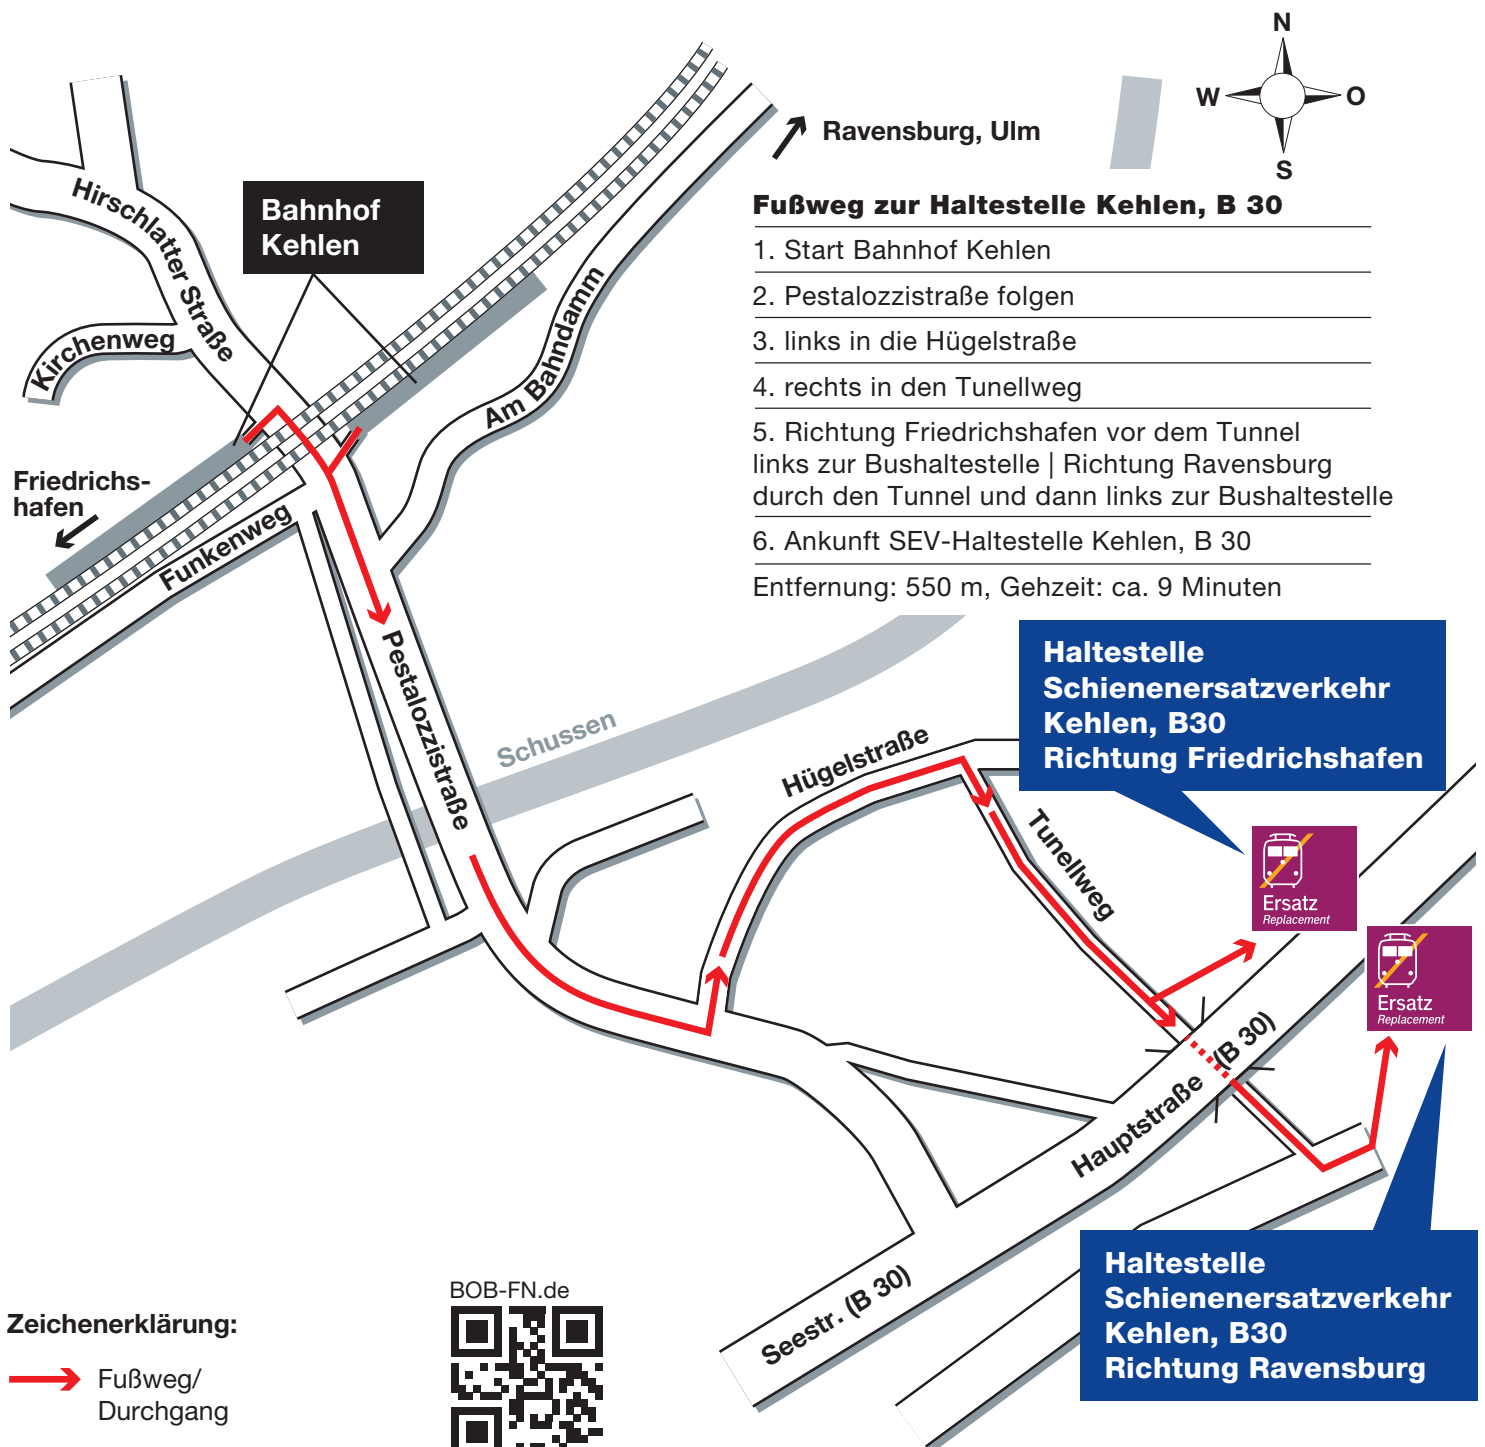 N
W
O
S
Ravensburg, Ulm
Hirschlatter Straße
Bahnhof
Kehlen
Kirchenweg
Am Bahndamm
Friedrichs-
hafen
Funkenweg
Fußweg zur Haltestelle Kehlen, B 30
1. Start Bahnhof Kehlen
2. Pestalozzistraße folgen
3. links in die Hügelstraße
4. rechts in den Tunellweg
5. Richtung Friedrichshafen vor dem Tunnel
links zur Bushaltestelle | Richtung Ravensburg
durch den Tunnel und dann links zur Bushaltestelle
6. Ankunft SEV-Haltestelle Kehlen, B 30
Entfernung: 550 m, Gehzeit: ca. 9 Minuten
Pestalozzistraße
Schussen
Hügelstraße
Tunellweg
Haltestelle
Schienenersatzverkehr
Kehlen, B30
Richtung Friedrichshafen
Ersatz
Replacement
Ersatz
Replacement
Hauptstraße (B 30)
Seestr. (B 30)
Haltestelle
Schienenersatzverkehr
Kehlen, B30
Richtung Ravensburg
BOB-FN.de
Zeichenerklärung:
Fußweg/
Durchgang